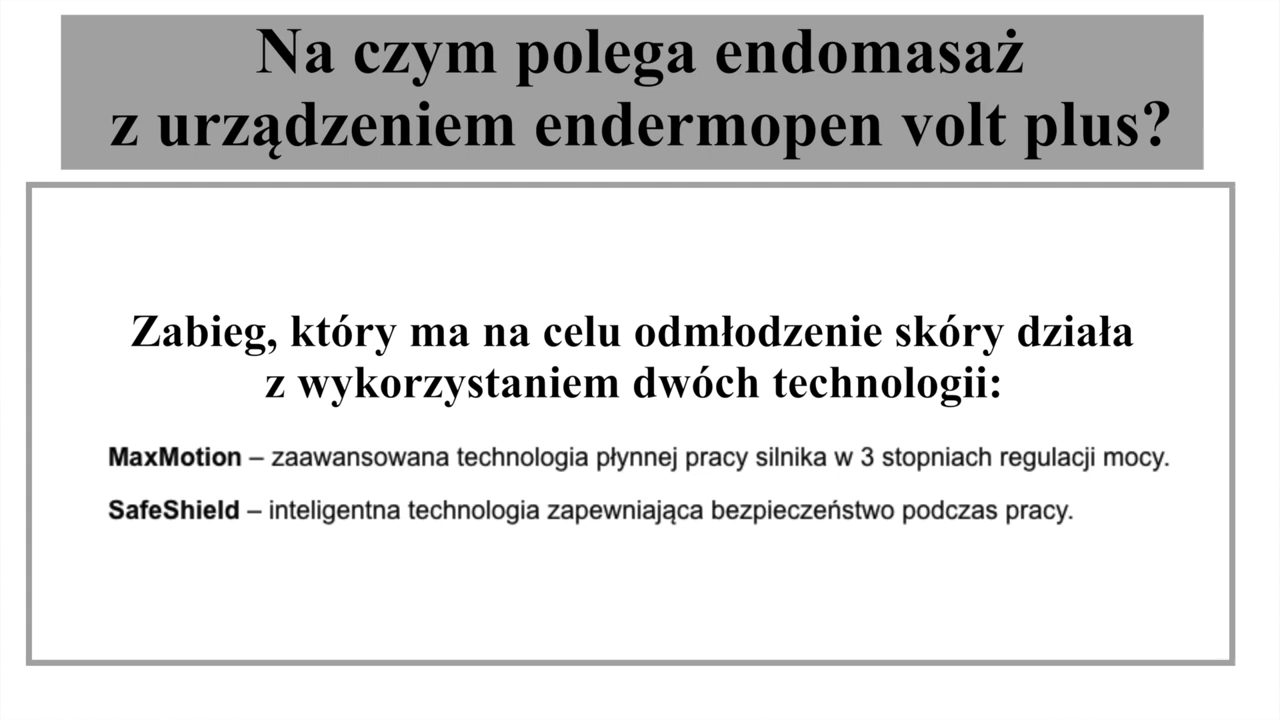 Na czym polega endomasaż
z urządzeniem endermopen volt plus?
Zabieg, który ma na celu odmłodzenie skóry działa
z wykorzystaniem dwóch technologii:
MaxMotion – zaawansowana technologia płynnej pracy silnika w 3 stopniach regulacji mocy.
SafeShield – inteligentna technologia zapewniająca bezpieczeństwo podczas pracy.